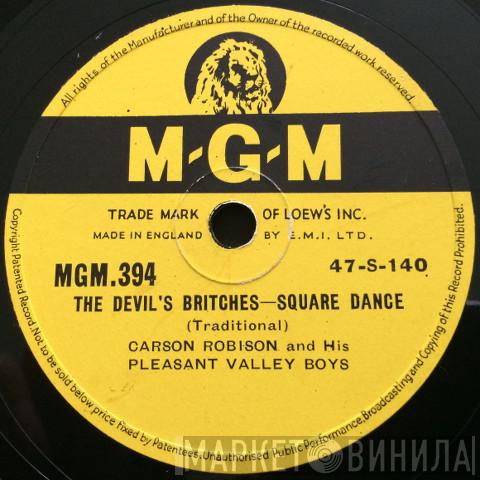 All rights of the Manufacturer and of the Owner of the recorded work reserved.
M-G-M
TRADE MARK OF LOEW'S INC.
MADE IN ENGLAND BY E.M.I. LTD.
MGM.394 47-S-140
THE DEVIL'S BRITCHES—SQUARE DANCE
(Traditional)
CARSON ROBISON and His
PLEASANT VALLEY BOYS
Copyright Patented Record. Not to be sold below price fixed by Patentees. Unauthorised Public Performance, Broadcasting and Copying of this Record Prohibited.
МАРКЕТ ВИНИЛА